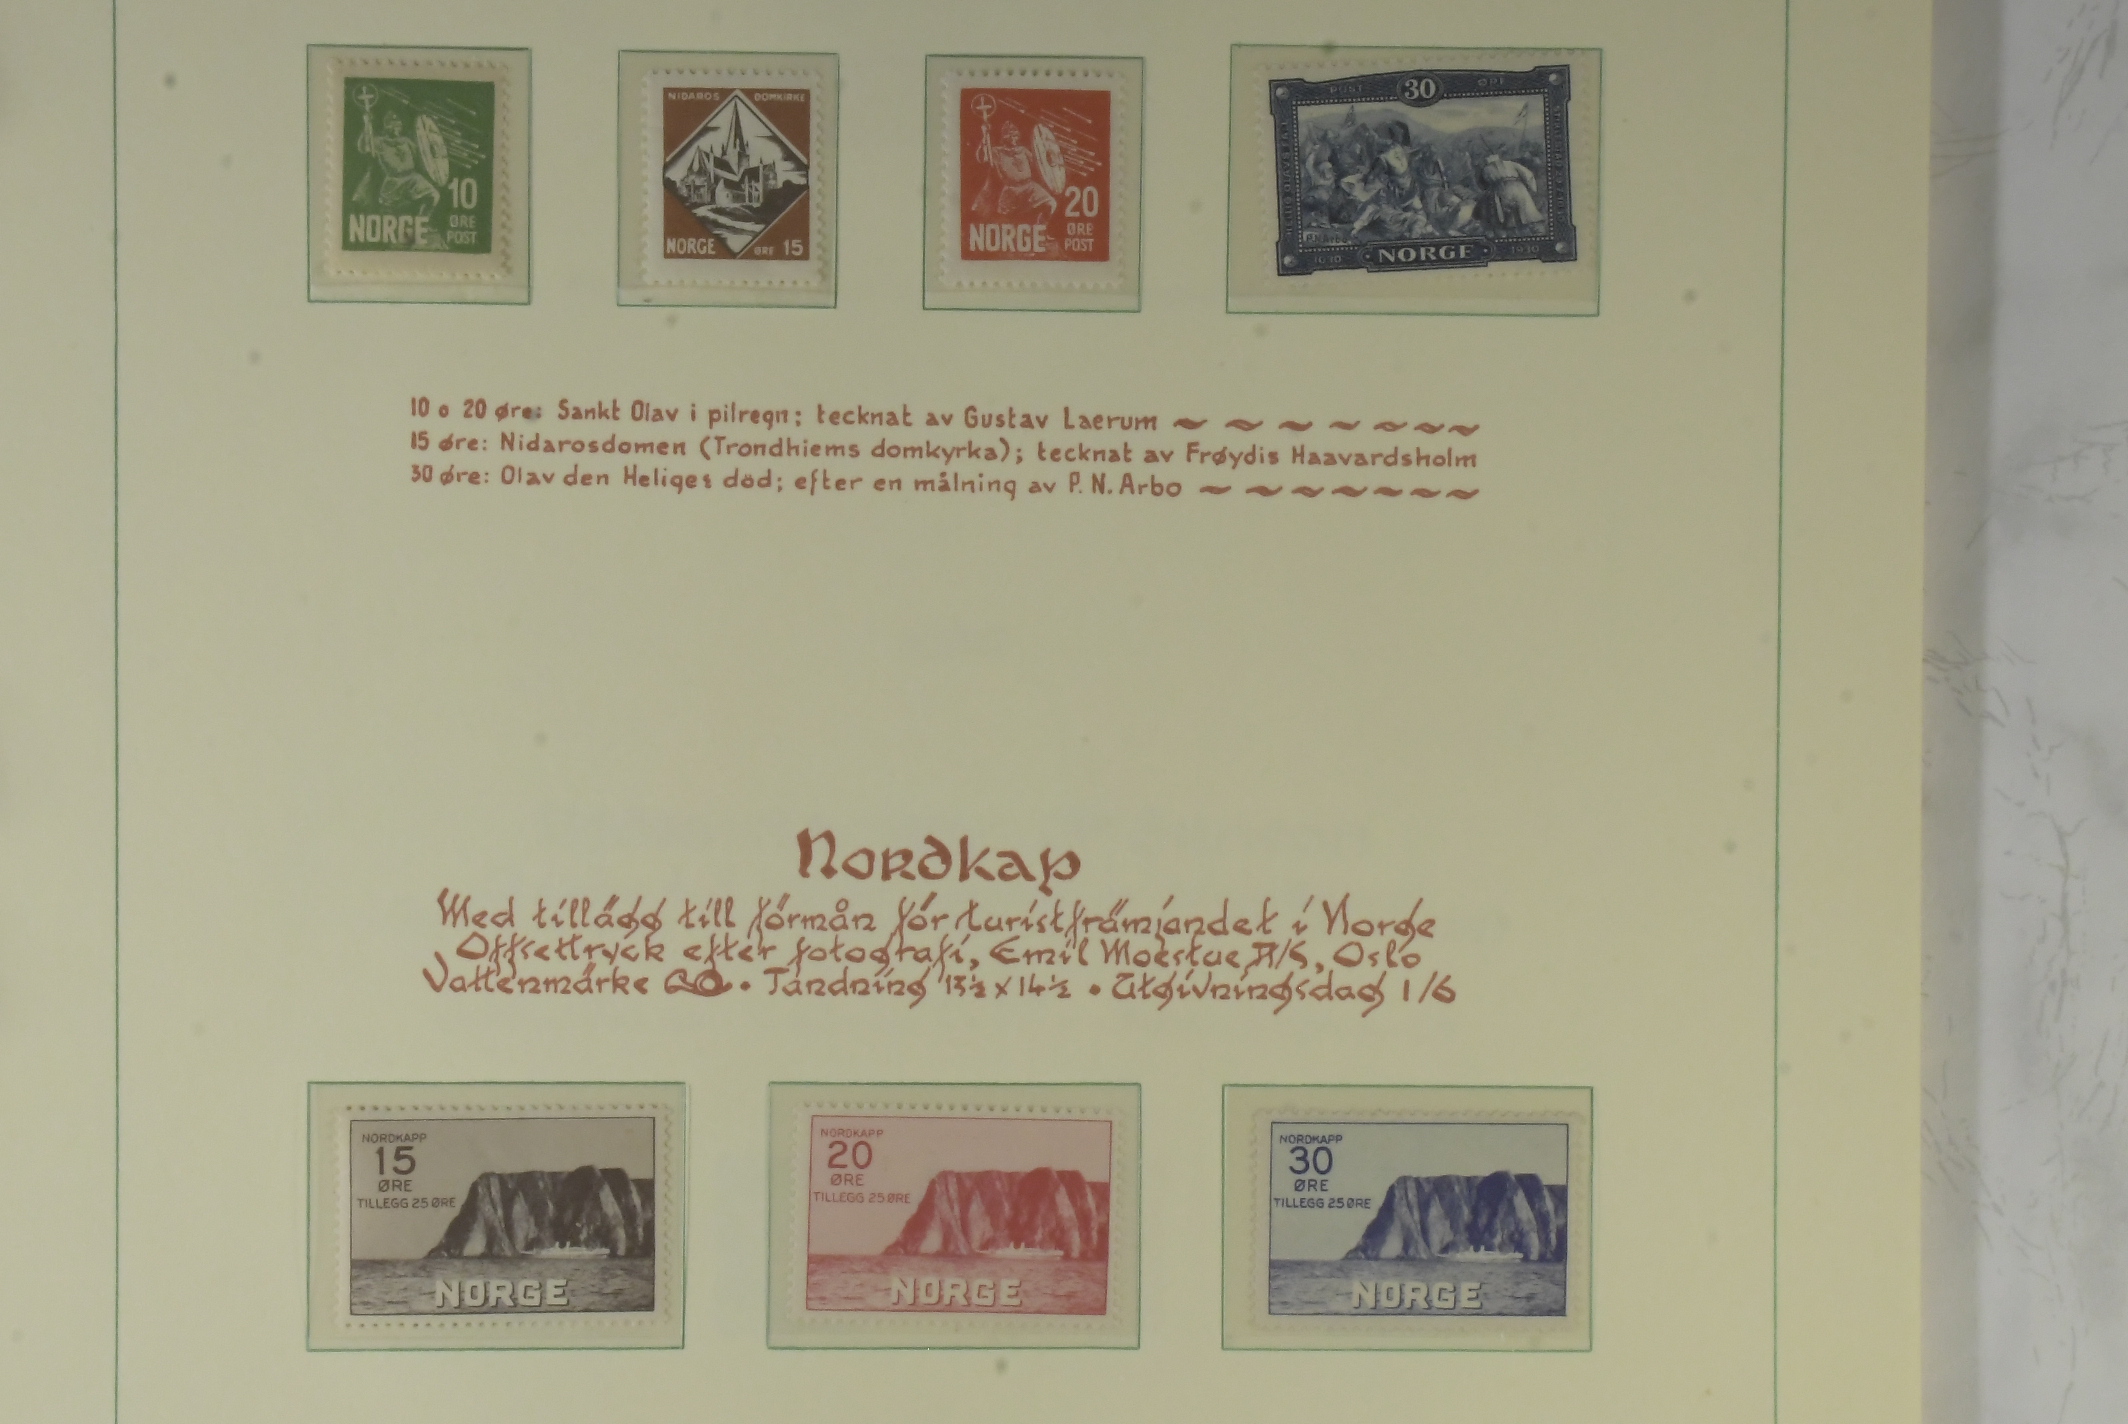 10 ØRE POST
NORGE
NIDAROS DOMKIRKE
NORGE ØRE 15
20 ØRE POST
NORGE
POST 30 ØRE
1030 NORGE 1930
10 o 20 øre: Sankt Olav i pilregn; tecknat av Gustav Laerum ~ ~ ~ ~ ~ ~ ~
15 øre: Nidarosdomen (Trondhiems domkyrka); tecknat av Frøydis Haavardsholm
30 øre: Olav den Heliges död; efter en målning av P. N. Arbo ~ ~ ~ ~ ~ ~ ~
Nordkap
Med tillägg till förmån för turistfrämjandet i Norge
Offsettryck efter fotografi, Emil Moestue A/S, Oslo
Vattenmärke • Tandning 13½ x 14½ • Utgivningsdag 1/6
NORDKAPP
15
ØRE
TILLEGG 25 ØRE
NORGE
NORDKAPP
20
ØRE
TILLEGG 25 ØRE
NORGE
NORDKAPP
30
ØRE
TILLEGG 25 ØRE
NORGE